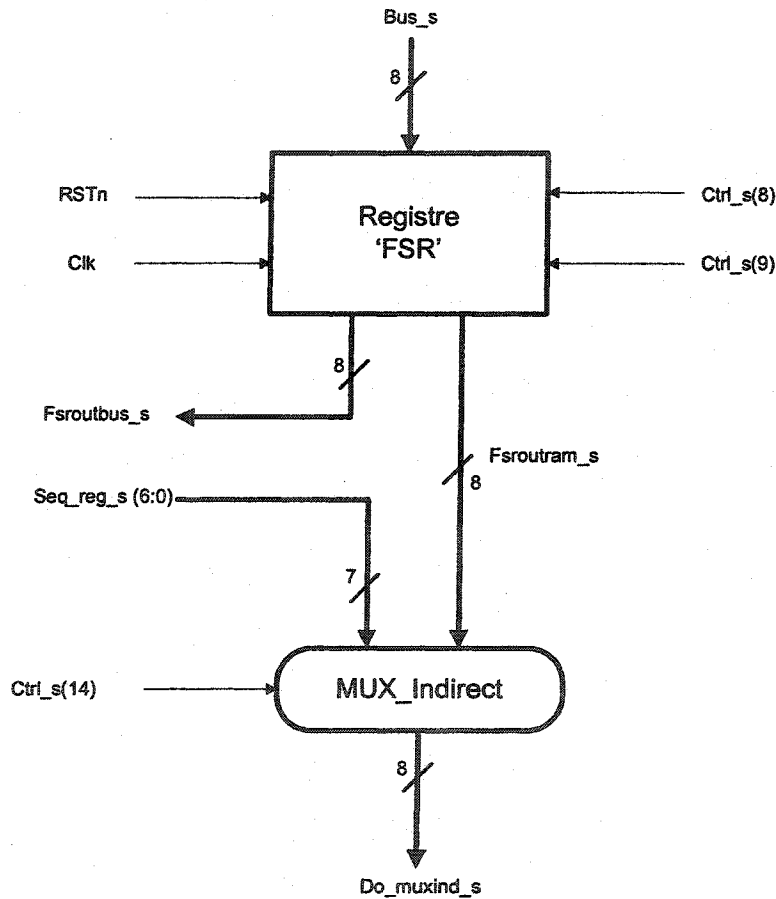 Bus_s
8
RSTn
Clk
Registre
'FSR'
Ctrl_s(8)
Ctrl_s(9)
8
Fsroutbus_s
Fsroutram_s
8
Seq_reg_s (6:0)
7
Ctrl_s(14)
MUX_Indirect
8
Do_muxind_s